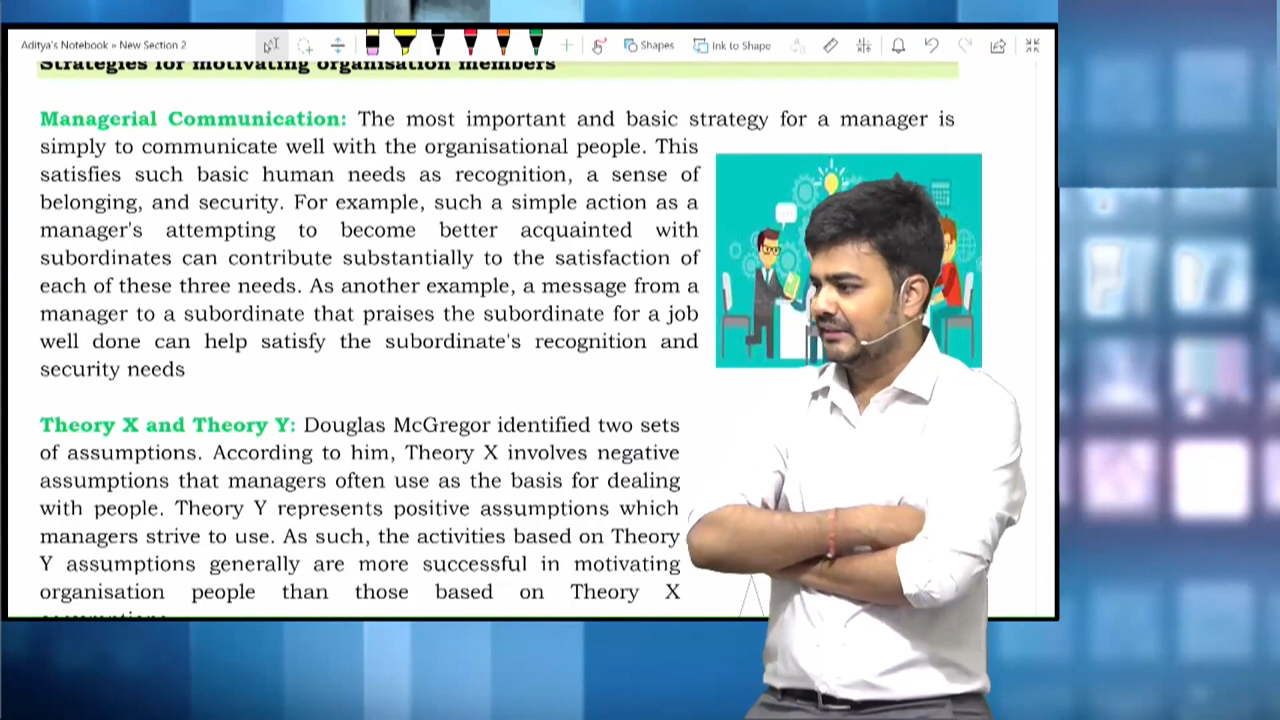 Aditya's Notebook » New Section 2
Shapes
Ink to Shape
Strategies for motivating organisation members
Managerial Communication: The most important and basic strategy for a manager is
simply to communicate well with the organisational people. This
satisfies such basic human needs as recognition, a sense of
belonging, and security. For example, such a simple action as a
manager's attempting to become better acquainted with
subordinates can contribute substantially to the satisfaction of
each of these three needs. As another example, a message from a
manager to a subordinate that praises the subordinate for a job
well done can help satisfy the subordinate's recognition and
security needs
Theory X and Theory Y: Douglas McGregor identified two sets
of assumptions. According to him, Theory X involves negative
assumptions that managers often use as the basis for dealing
with people. Theory Y represents positive assumptions which
managers strive to use. As such, the activities based on Theory
Y assumptions generally are more successful in motivating
organisation people than those based on Theory X